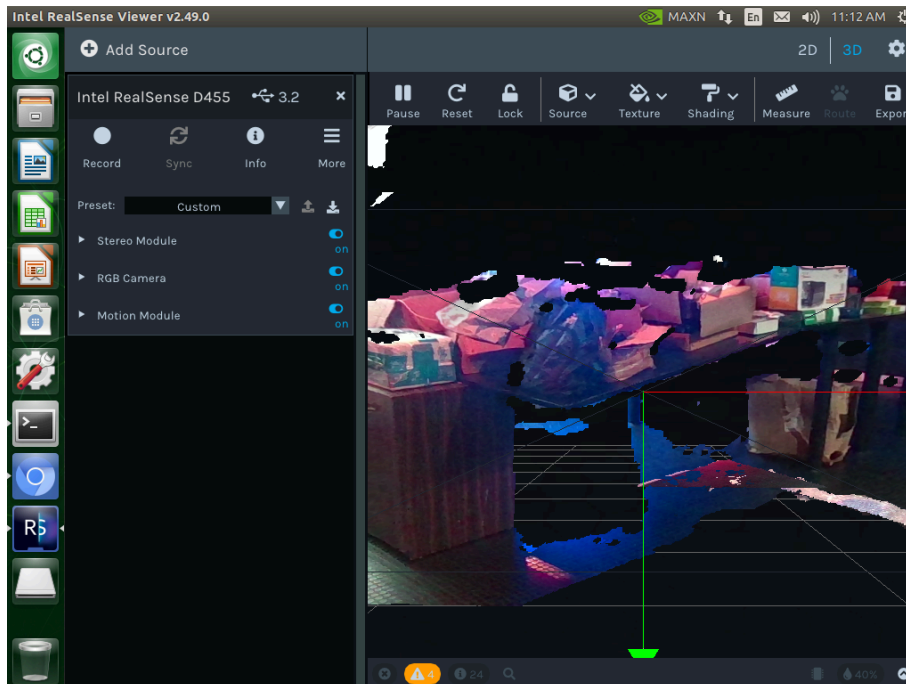 Intel RealSense Viewer v2.49.0
MAXN En 11:12 AM
Add Source
2D 3D
Intel RealSense D455 3.2
Pause Reset Lock Source Texture Shading Measure Route Expor
Record Sync Info More
Preset: Custom
Stereo Module
on
RGB Camera
on
Motion Module
on
RS
4 24 40%